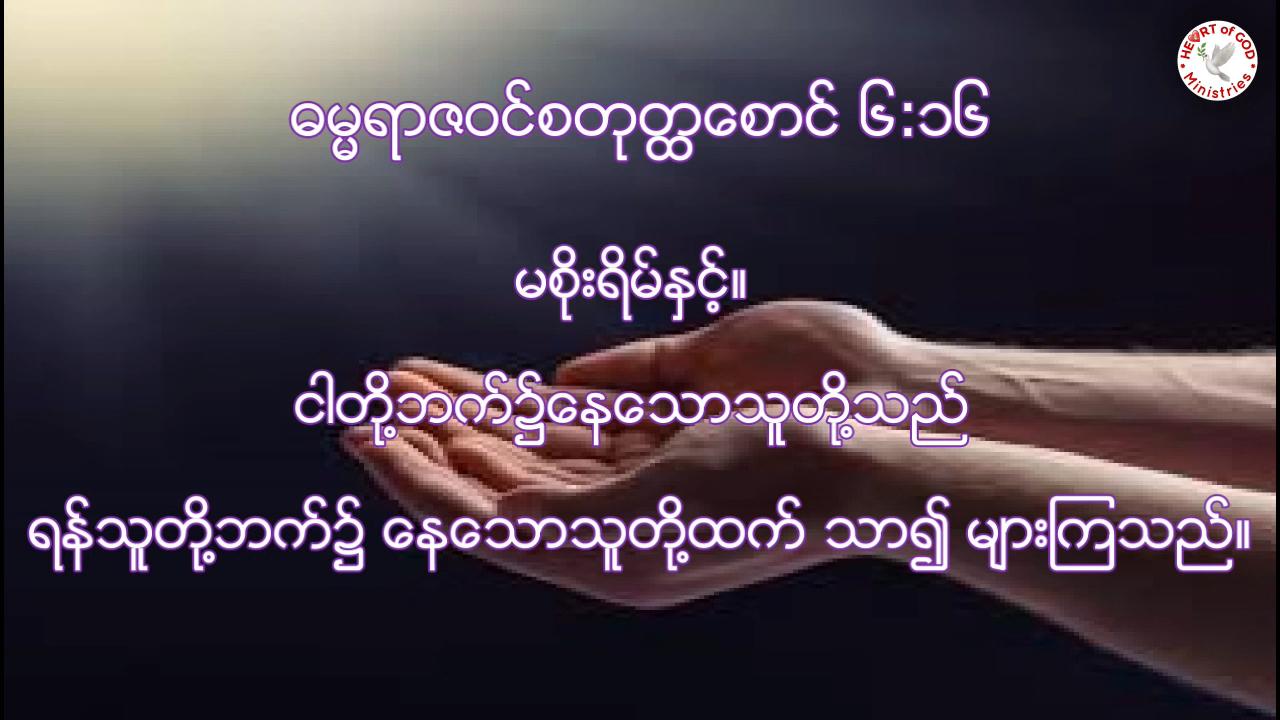 HEART of GOD
Ministries
ဓမ္မရာဇဝင်စတုတ္ထစောင် ၆:၁၆
မစိုးရိမ်နှင့်။
ငါတို့ဘက်၌နေသောသူတို့သည်
ရန်သူတို့ဘက်၌ နေသောသူတို့ထက် သာ၍ များကြသည်။